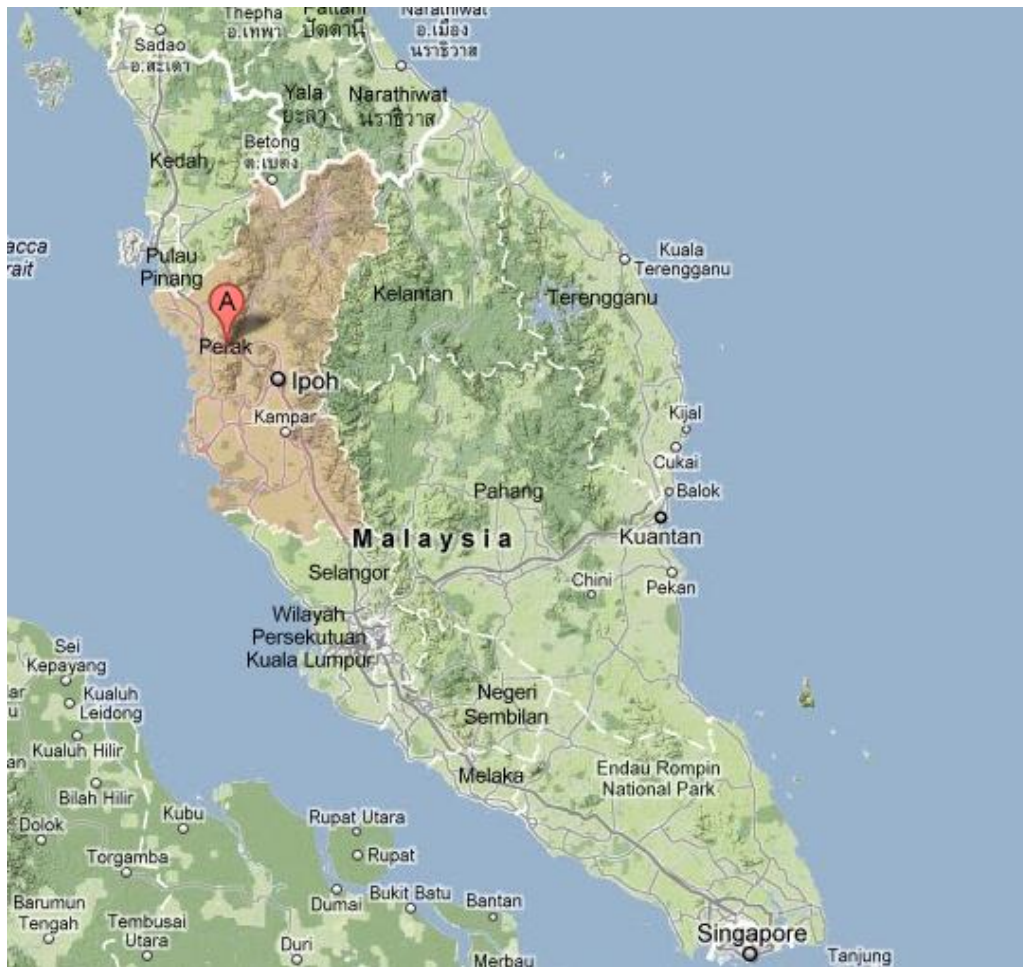 Thepha
อ.เทพา
Pattani
ปัตตานี
Narathiwat
อ.เมือง
นราธิวาส
Sadao
อ.สะเดา
Yala
ยะลา
Narathiwat
นราธิวาส
Betong
อ.เบตง
Kedah
acca
rait
Pulau
Pinang
Kuala
Terengganu
Kelantan
Terengganu
A
Perak
Ipoh
Kampar
Kijal
Cukai
Pahang
Balok
Malaysia
Kuantan
Selangor
Chini
Pekan
Wilayah
Persekutuan
Kuala Lumpur
Sei
Kepayang
ar
u
Kualuh
Leidong
Negeri
Sembilan
Kualuh Hilir
an
Melaka
Endau Rompin
National Park
Bilah Hilir
Kubu
Rupat Utara
Dolok
Torgamba
Rupat
Barumun
Tengah
Dumai
Bukit Batu
Bantan
Tembusai
Utara
Duri
Merbau
Singapore
Tanjung